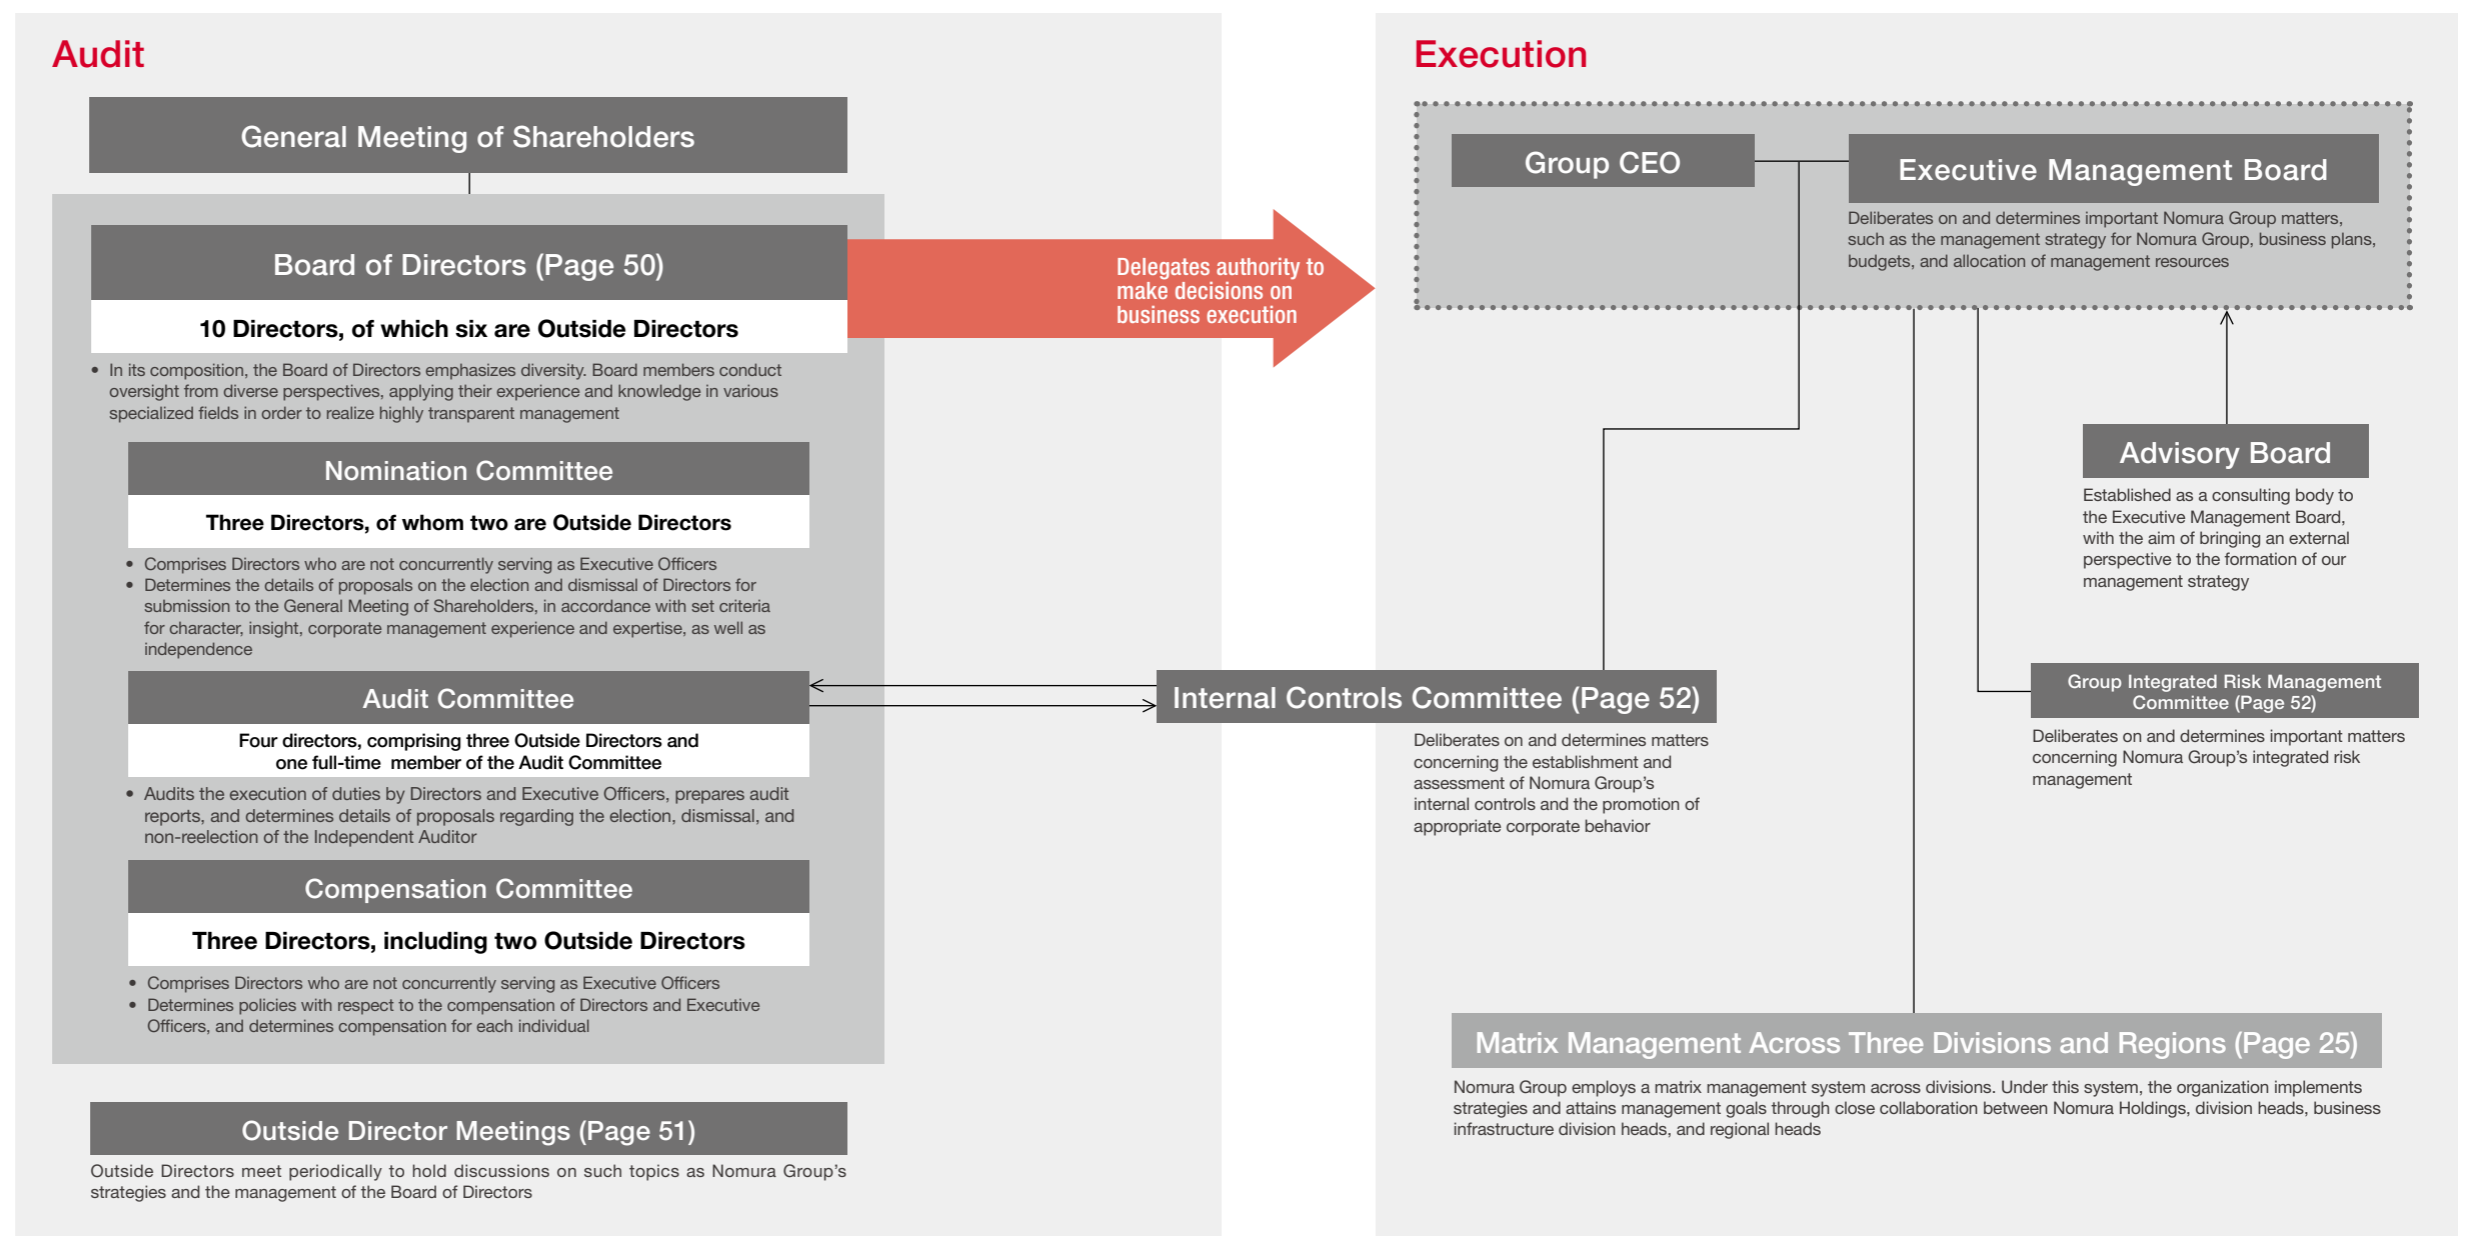 Audit
General Meeting of Shareholders
Board of Directors (Page 50)
10 Directors, of which six are Outside Directors
• In its composition, the Board of Directors emphasizes diversity. Board members conduct
oversight from diverse perspectives, applying their experience and knowledge in various
specialized fields in order to realize highly transparent management
Nomination Committee
Three Directors, of whom two are Outside Directors
• Comprises Directors who are not concurrently serving as Executive Officers
• Determines the details of proposals on the election and dismissal of Directors for
submission to the General Meeting of Shareholders, in accordance with set criteria
for character, insight, corporate management experience and expertise, as well as
independence
Audit Committee
Four directors, comprising three Outside Directors and
one full-time member of the Audit Committee
• Audits the execution of duties by Directors and Executive Officers, prepares audit
reports, and determines details of proposals regarding the election, dismissal, and
non-reelection of the Independent Auditor
Compensation Committee
Three Directors, including two Outside Directors
• Comprises Directors who are not concurrently serving as Executive Officers
• Determines policies with respect to the compensation of Directors and Executive
Officers, and determines compensation for each individual
Outside Director Meetings (Page 51)
Outside Directors meet periodically to hold discussions on such topics as Nomura Group's
strategies and the management of the Board of Directors
Delegates authority to
make decisions on
business execution
Execution
Group CEO
Executive Management Board
Deliberates on and determines important Nomura Group matters,
such as the management strategy for Nomura Group, business plans,
budgets, and allocation of management resources
Advisory Board
Established as a consulting body to
the Executive Management Board,
with the aim of bringing an external
perspective to the formation of our
management strategy
Internal Controls Committee (Page 52)
Deliberates on and determines matters
concerning the establishment and
assessment of Nomura Group's
internal controls and the promotion of
appropriate corporate behavior
Group Integrated Risk Management
Committee (Page 52)
Deliberates on and determines important matters
concerning Nomura Group's integrated risk
management
Matrix Management Across Three Divisions and Regions (Page 25)
Nomura Group employs a matrix management system across divisions. Under this system, the organization implements
strategies and attains management goals through close collaboration between Nomura Holdings, division heads, business
infrastructure division heads, and regional heads